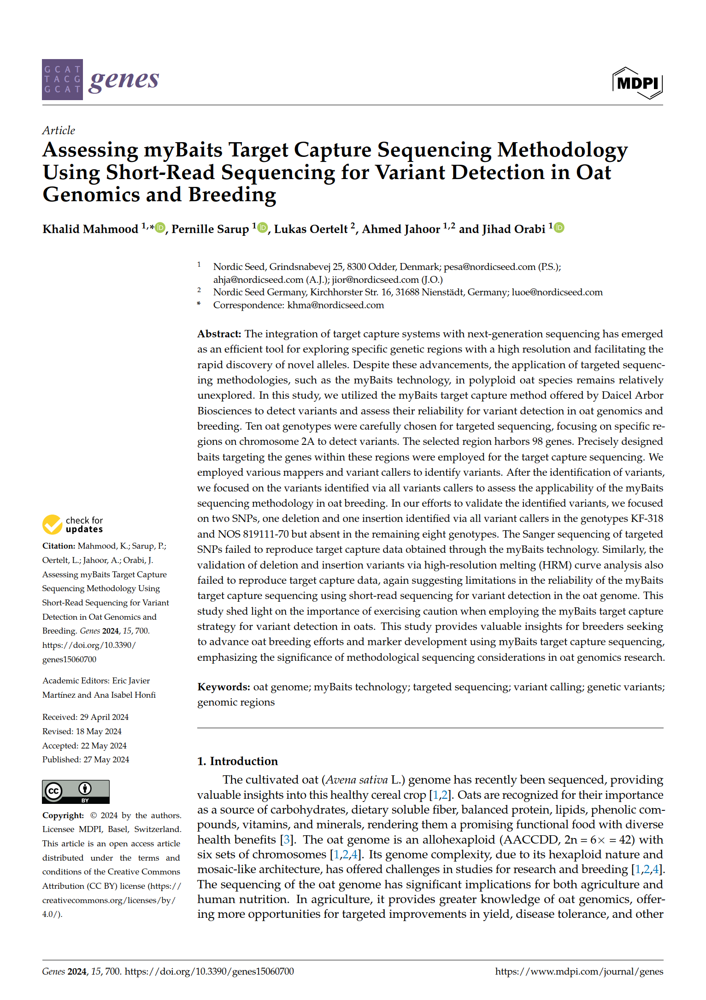 GCAT
TACG
GCAT
genes
MDPI
Article
Assessing myBaits Target Capture Sequencing Methodology
Using Short-Read Sequencing for Variant Detection in Oat
Genomics and Breeding
Khalid Mahmood 1,* iD, Pernille Sarup 1 iD, Lukas Oertelt 2, Ahmed Jahoor 1,2 and Jihad Orabi 1 iD
1 Nordic Seed, Grindsnabevej 25, 8300 Odder, Denmark; pesa@nordicseed.com (P.S.);
ahja@nordicseed.com (A.J.); jior@nordicseed.com (J.O.)
2 Nordic Seed Germany, Kirchhorster Str. 16, 31688 Nienstädt, Germany; luoe@nordicseed.com
* Correspondence: khma@nordicseed.com
Abstract: The integration of target capture systems with next-generation sequencing has emerged
as an efficient tool for exploring specific genetic regions with a high resolution and facilitating the
rapid discovery of novel alleles. Despite these advancements, the application of targeted sequenc-
ing methodologies, such as the myBaits technology, in polyploid oat species remains relatively
unexplored. In this study, we utilized the myBaits target capture method offered by Daicel Arbor
Biosciences to detect variants and assess their reliability for variant detection in oat genomics and
breeding. Ten oat genotypes were carefully chosen for targeted sequencing, focusing on specific re-
gions on chromosome 2A to detect variants. The selected region harbors 98 genes. Precisely designed
baits targeting the genes within these regions were employed for the target capture sequencing. We
employed various mappers and variant callers to identify variants. After the identification of variants,
we focused on the variants identified via all variants callers to assess the applicability of the myBaits
sequencing methodology in oat breeding. In our efforts to validate the identified variants, we focused
on two SNPs, one deletion and one insertion identified via all variant callers in the genotypes KF-318
and NOS 819111-70 but absent in the remaining eight genotypes. The Sanger sequencing of targeted
SNPs failed to reproduce target capture data obtained through the myBaits technology. Similarly, the
validation of deletion and insertion variants via high-resolution melting (HRM) curve analysis also
failed to reproduce target capture data, again suggesting limitations in the reliability of the myBaits
target capture sequencing using short-read sequencing for variant detection in the oat genome. This
study shed light on the importance of exercising caution when employing the myBaits target capture
strategy for variant detection in oats. This study provides valuable insights for breeders seeking
to advance oat breeding efforts and marker development using myBaits target capture sequencing,
emphasizing the significance of methodological sequencing considerations in oat genomics research.
Keywords: oat genome; myBaits technology; targeted sequencing; variant calling; genetic variants;
genomic regions
check for
updates
Citation: Mahmood, K.; Sarup, P.;
Oertelt, L.; Jahoor, A.; Orabi, J.
Assessing myBaits Target Capture
Sequencing Methodology Using
Short-Read Sequencing for Variant
Detection in Oat Genomics and
Breeding. Genes 2024, 15, 700.
https://doi.org/10.3390/
genes15060700
Academic Editors: Eric Javier
Martínez and Ana Isabel Honfi
Received: 29 April 2024
Revised: 18 May 2024
Accepted: 22 May 2024
Published: 27 May 2024
cc
BY
Copyright: © 2024 by the authors.
Licensee MDPI, Basel, Switzerland.
This article is an open access article
distributed under the terms and
conditions of the Creative Commons
Attribution (CC BY) license (https://
creativecommons.org/licenses/by/
4.0/).
1. Introduction
The cultivated oat (Avena sativa L.) genome has recently been sequenced, providing
valuable insights into this healthy cereal crop [1,2]. Oats are recognized for their importance
as a source of carbohydrates, dietary soluble fiber, balanced protein, lipids, phenolic com-
pounds, vitamins, and minerals, rendering them a promising functional food with diverse
health benefits [3]. The oat genome is an allohexaploid (AACCDD, 2n = 6× = 42) with
six sets of chromosomes [1,2,4]. Its genome complexity, due to its hexaploid nature and
mosaic-like architecture, has offered challenges in studies for research and breeding [1,2,4].
The sequencing of the oat genome has significant implications for both agriculture and
human nutrition. In agriculture, it provides greater knowledge of oat genomics, offer-
ing more opportunities for targeted improvements in yield, disease tolerance, and other
Genes 2024, 15, 700. https://doi.org/10.3390/genes15060700
https://www.mdpi.com/journal/genes